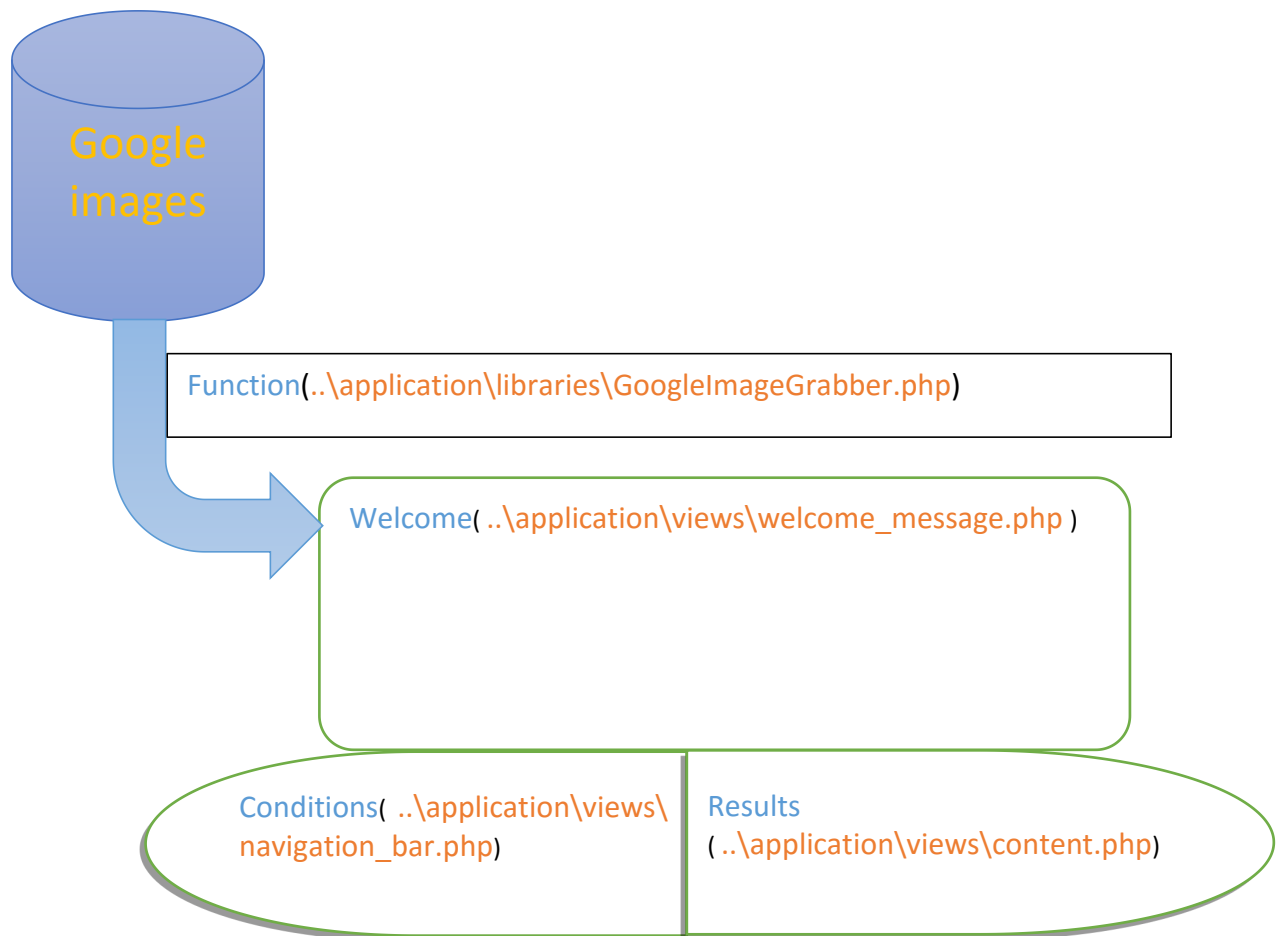 Google
images
Function(..\application\libraries\GoogleImageGrabber.php)
Welcome( ..\application\views\welcome_message.php )
Conditions( ..\application\views\
navigation_bar.php)
Results
( ..\application\views\content.php)